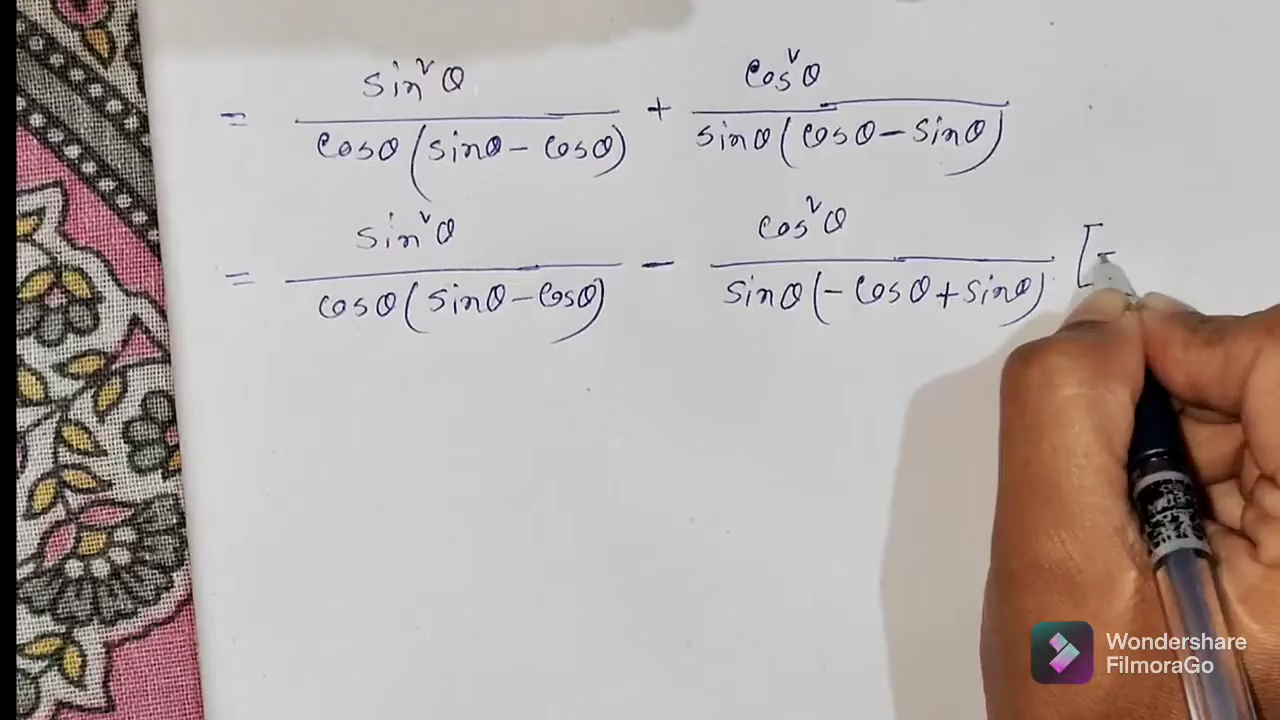 sin²θ cos²θ
= ───────── + ─────────
cosθ(sinθ - cosθ) sinθ(cosθ - sinθ)
sin²θ cos²θ
= ───────── - ─────────
cosθ(sinθ - cosθ) sinθ(-cosθ + sinθ) [
Wondershare
FilmoraGo